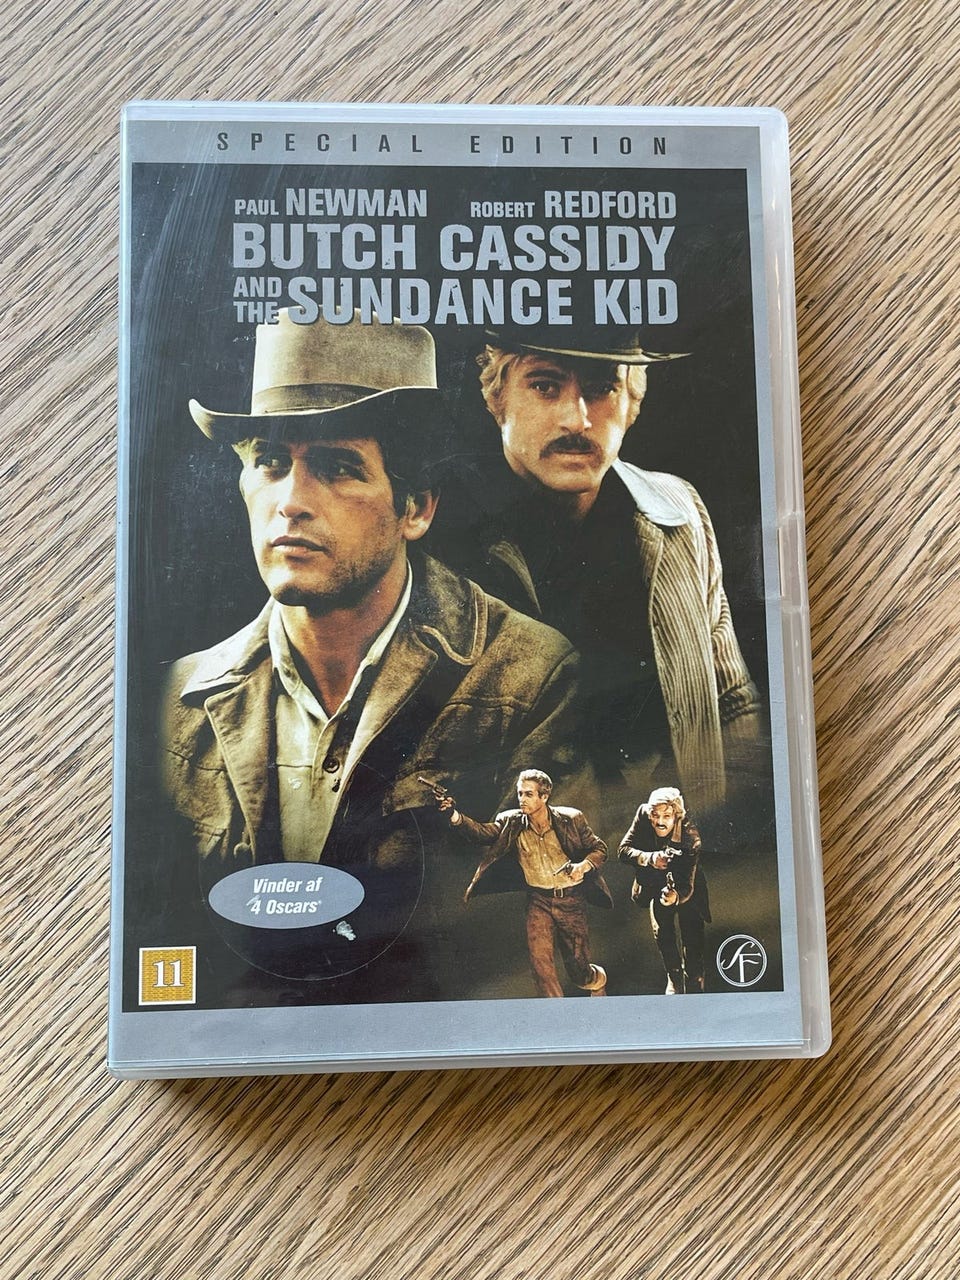 SPECIAL EDITION
PAUL NEWMAN ROBERT REDFORD
BUTCH CASSIDY
AND THE SUNDANCE KID
Vinder af
4 Oscars®
11
SF